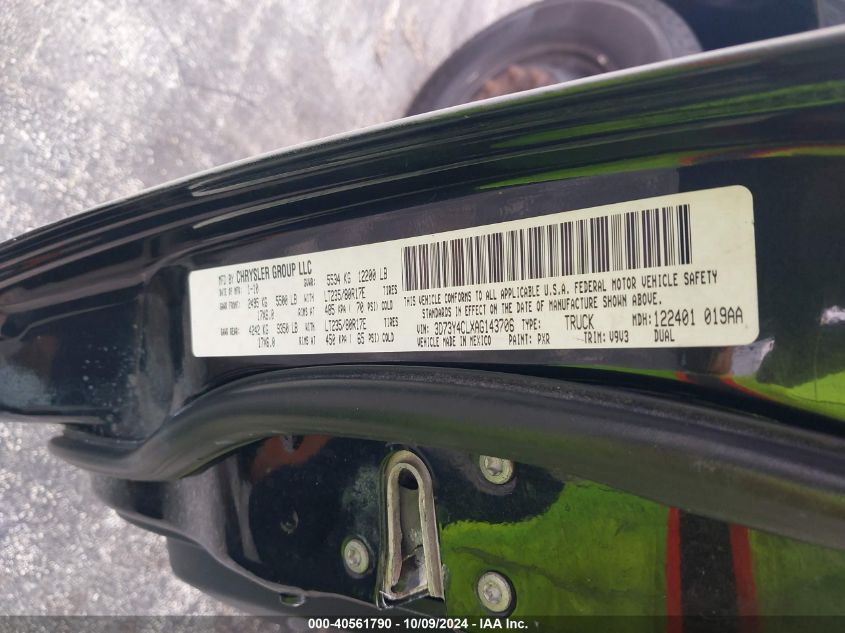 MFD BY CHRYSLER GROUP LLC
DATE OF MFR: 1-10 GVWR: 5534 KG 12200 LB
GAWR FRONT: 2495 KG 5500 LB WITH LT235/80R17E TIRES
17X6.0 RIMS AT 485 KPA ( 70 PSI) COLD
GAWR REAR: 4242 KG 9350 LB WITH LT235/80R17E TIRES
17X6.0 RIMS AT 450 KPA ( 65 PSI) COLD
THIS VEHICLE CONFORMS TO ALL APPLICABLE U.S.A. FEDERAL MOTOR VEHICLE SAFETY
STANDARDS IN EFFECT ON THE DATE OF MANUFACTURE SHOWN ABOVE.
VIN: 3D73Y4CLXAG143706 TYPE: TRUCK MDH: 122401 019AA
VEHICLE MADE IN MEXICO PAINT: PXR TRIM: V9V3 DUAL
000-40561790 - 10/09/2024 - IAA Inc.